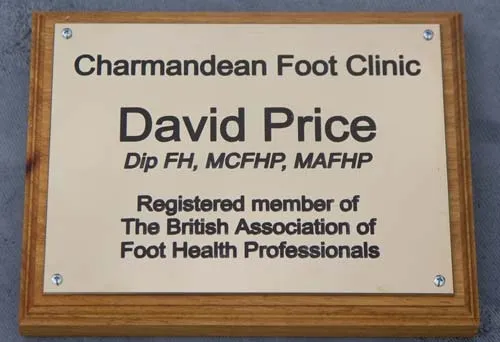 Charmandean Foot Clinic
David Price
Dip FH, MCFHP, MAFHP
Registered member of
The British Association of
Foot Health Professionals